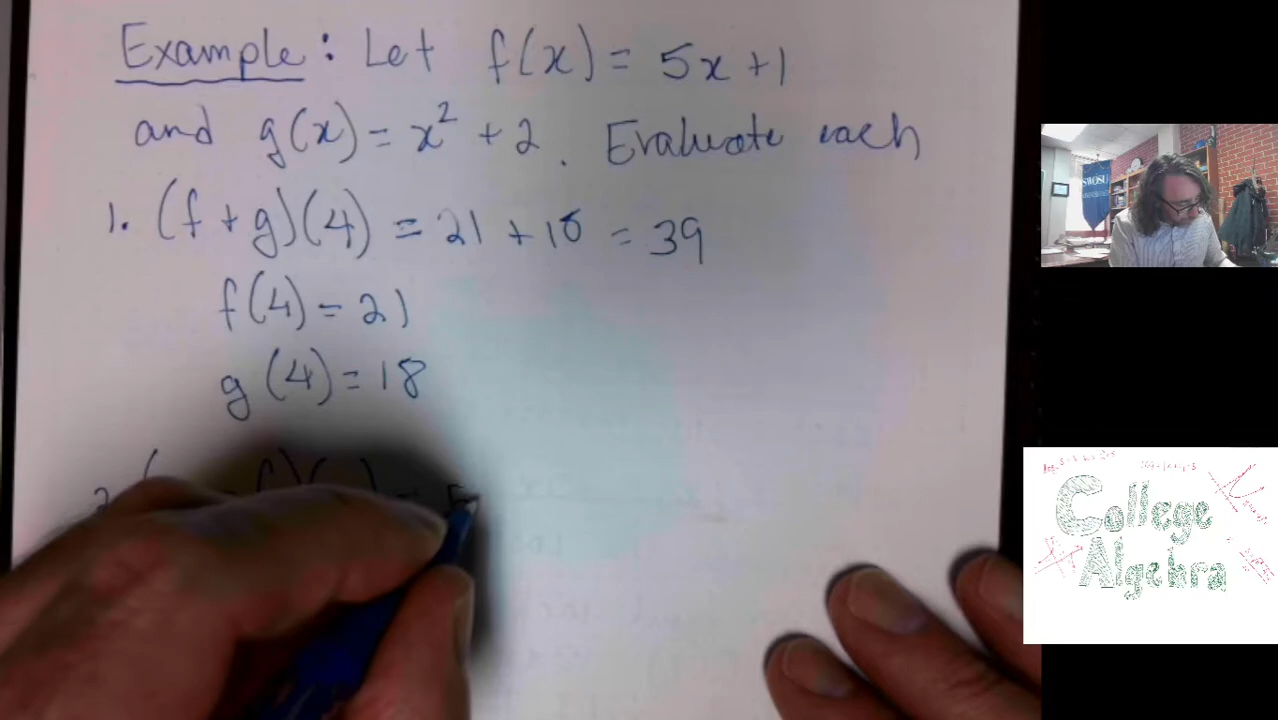 Example: Let f(x) = 5x + 1
and g(x) = x² + 2. Evaluate each
1. (f + g)(4) = 21 + 18 = 39
f(4) = 21
g(4) = 18
SWOSU
College
Algebra